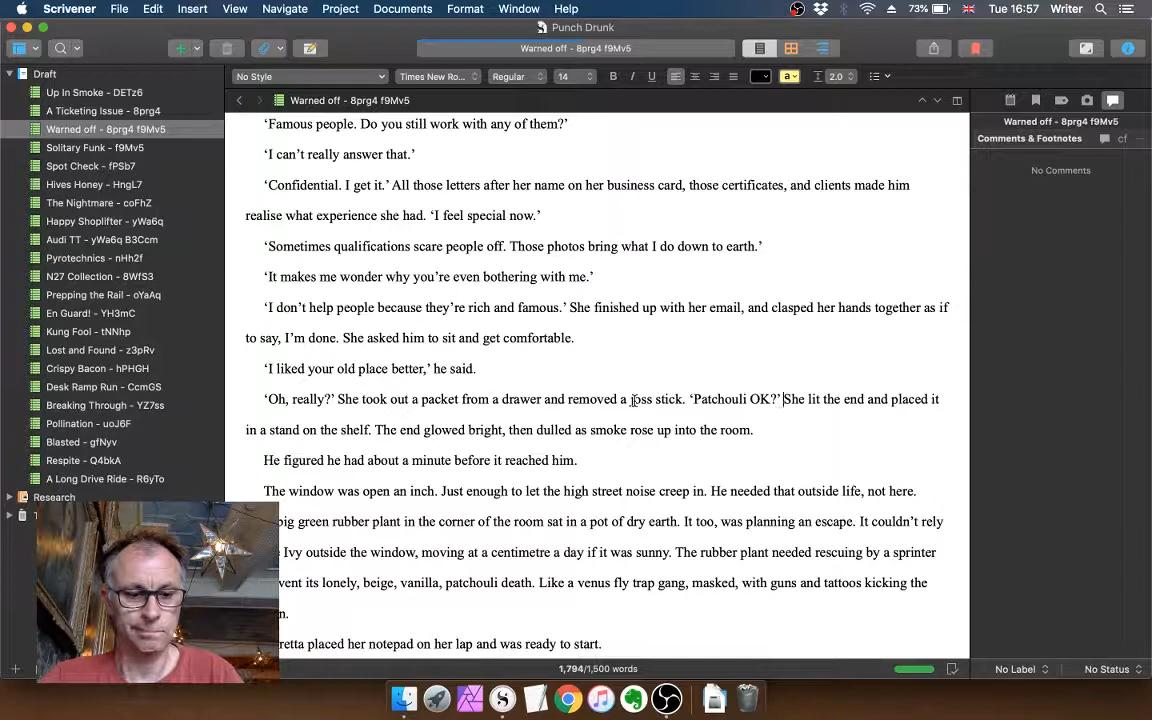 Scrivener File Edit Insert View Navigate Project Documents Format Window Help 73% Tue 16:57 Writer
Punch Drunk
Warned off - 8prg4 f9Mv5
No Style Times New Ro... Regular 14 B I U a 2.0
Draft
Up In Smoke - DETz6
A Ticketing Issue - 8prg4
Warned off - 8prg4 f9Mv5
Solitary Funk - f9Mv5
Spot Check - fPSb7
Hives Honey - HngL7
The Nightmare - coFhZ
Happy Shoplifter - yWa6q
Audi TT - yWa6q B3Ccm
Pyrotechnics - nHh2f
N27 Collection - 8WfS3
Prepping the Rail - oYaAq
En Guard! - YH3mC
Kung Fool - tNNhp
Lost and Found - z3pRv
Crispy Bacon - hPHGH
Desk Ramp Run - CcmGS
Breaking Through - YZ7ss
Pollination - uoJ6F
Blasted - gfNyv
Respite - Q4bkA
A Long Drive Ride - R6yTo
Research
Warned off - 8prg4 f9Mv5
‘Famous people. Do you still work with any of them?’
‘I can’t really answer that.’
‘Confidential. I get it.’ All those letters after her name on her business card, those certificates, and clients made him
realise what experience she had. ‘I feel special now.’
‘Sometimes qualifications scare people off. Those photos bring what I do down to earth.’
‘It makes me wonder why you’re even bothering with me.’
‘I don’t help people because they’re rich and famous.’ She finished up with her email, and clasped her hands together as if
to say, I’m done. She asked him to sit and get comfortable.
‘I liked your old place better,’ he said.
‘Oh, really?’ She took out a packet from a drawer and removed a joss stick. ‘Patchouli OK?’ She lit the end and placed it
in a stand on the shelf. The end glowed bright, then dulled as smoke rose up into the room.
He figured he had about a minute before it reached him.
The window was open an inch. Just enough to let the high street noise creep in. He needed that outside life, not here.
big green rubber plant in the corner of the room sat in a pot of dry earth. It too, was planning an escape. It couldn’t rely
Ivy outside the window, moving at a centimetre a day if it was sunny. The rubber plant needed rescuing by a sprinter
vent its lonely, beige, vanilla, patchouli death. Like a venus fly trap gang, masked, with guns and tattoos kicking the
n.
retta placed her notepad on her lap and was ready to start.
1,794/1,500 words
Warned off - 8prg4 f9Mv5
Comments & Footnotes cf
No Comments
No Label No Status